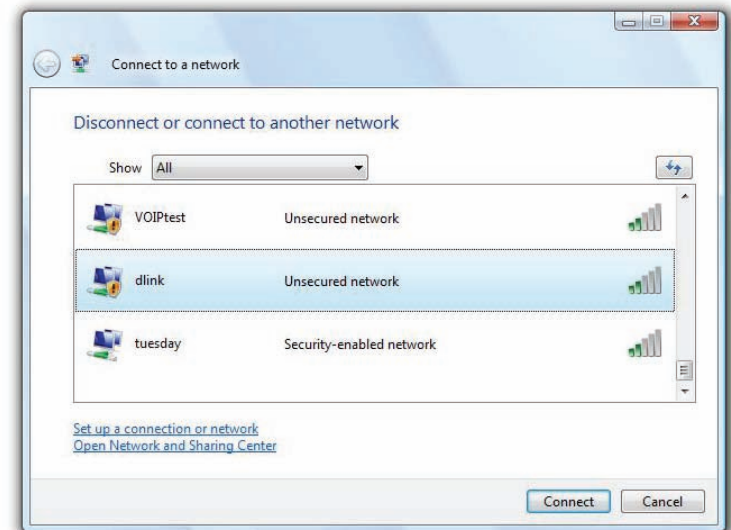 Connect to a network
Disconnect or connect to another network
Show All
VOIPtest Unsecured network
dlink Unsecured network
tuesday Security-enabled network
Set up a connection or network
Open Network and Sharing Center
Connect Cancel